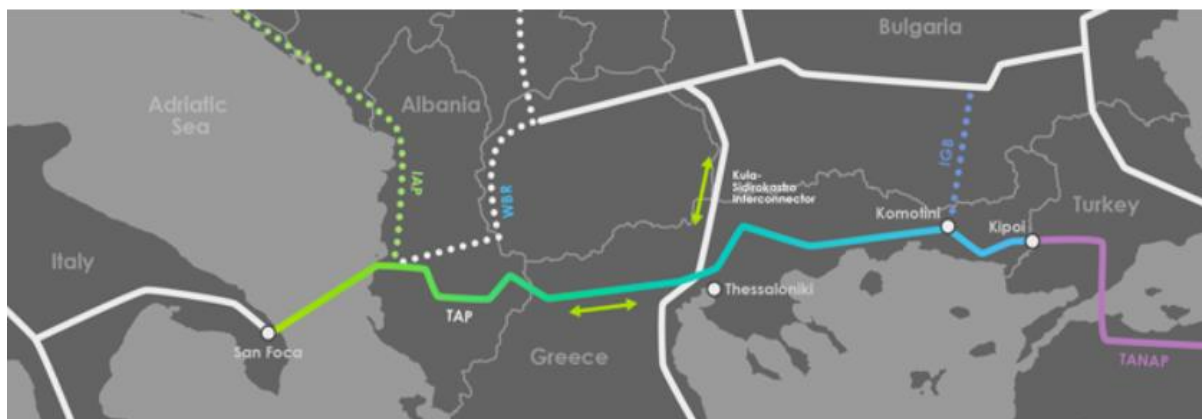 Bulgaria
Adriatic
Sea
Albania
IAP
WBR
Kula-
Sidirokastro
Interconnector
IGB
Komotini
Kipoi
Turkey
Italy
San Foca
TAP
Thessaloniki
Greece
TANAP